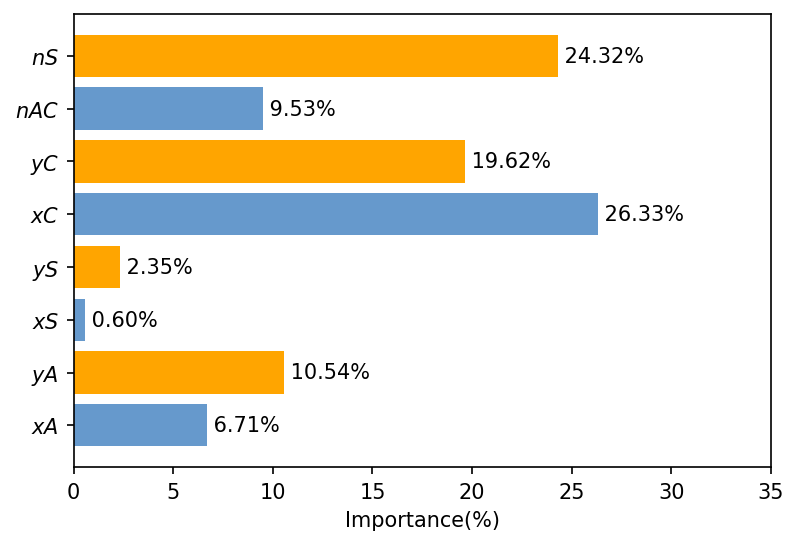 nS 24.32%
nAC 9.53%
yC 19.62%
xC 26.33%
yS 2.35%
xS 0.60%
yA 10.54%
xA 6.71%
0 5 10 15 20 25 30 35
Importance(%)